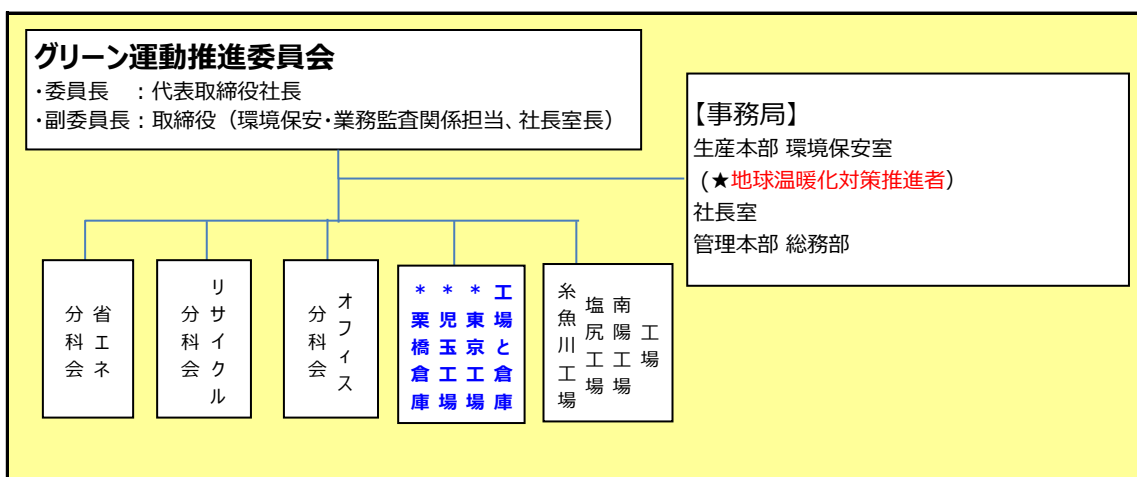 グリーン運動推進委員会
・委員長　：代表取締役社長
・副委員長：取締役（環境保安・業務監査関係担当、社長室長）
【事務局】
生産本部 環境保安室
(★地球温暖化対策推進者)
社長室
管理本部 総務部
省エネ
分科会
リサイクル
分科会
オフィス
分科会
工場と倉庫
*東京工場
*児玉工場
*栗橋倉庫
工場
南陽工場
塩尻工場
糸魚川工場